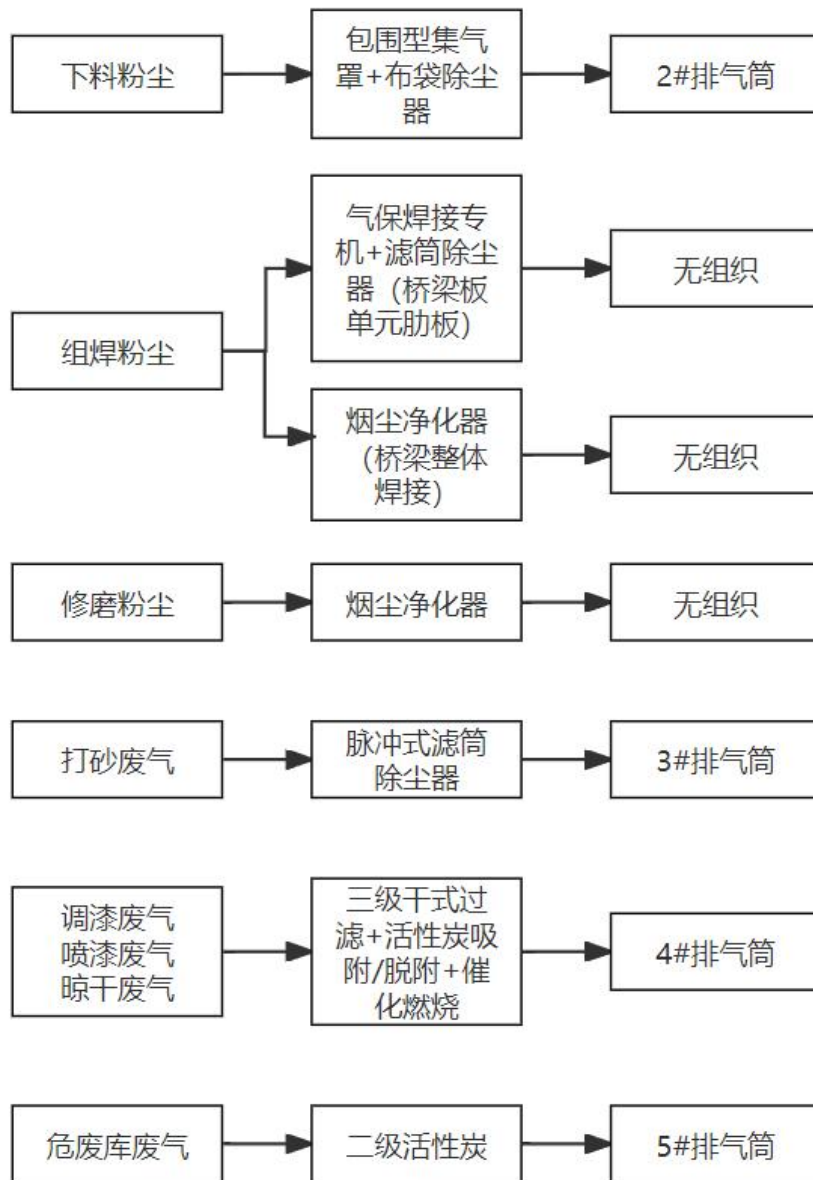 下料粉尘
包围型集气
罩+布袋除尘
器
2#排气筒
组焊粉尘
气保焊接专
机+滤筒除尘
器（桥梁板
单元肋板）
无组织
烟尘净化器
（桥梁整体
焊接）
无组织
修磨粉尘
烟尘净化器
无组织
打砂废气
脉冲式滤筒
除尘器
3#排气筒
调漆废气
喷漆废气
晾干废气
三级干式过
滤+活性炭吸
附/脱附+催
化燃烧
4#排气筒
危废库废气
二级活性炭
5#排气筒